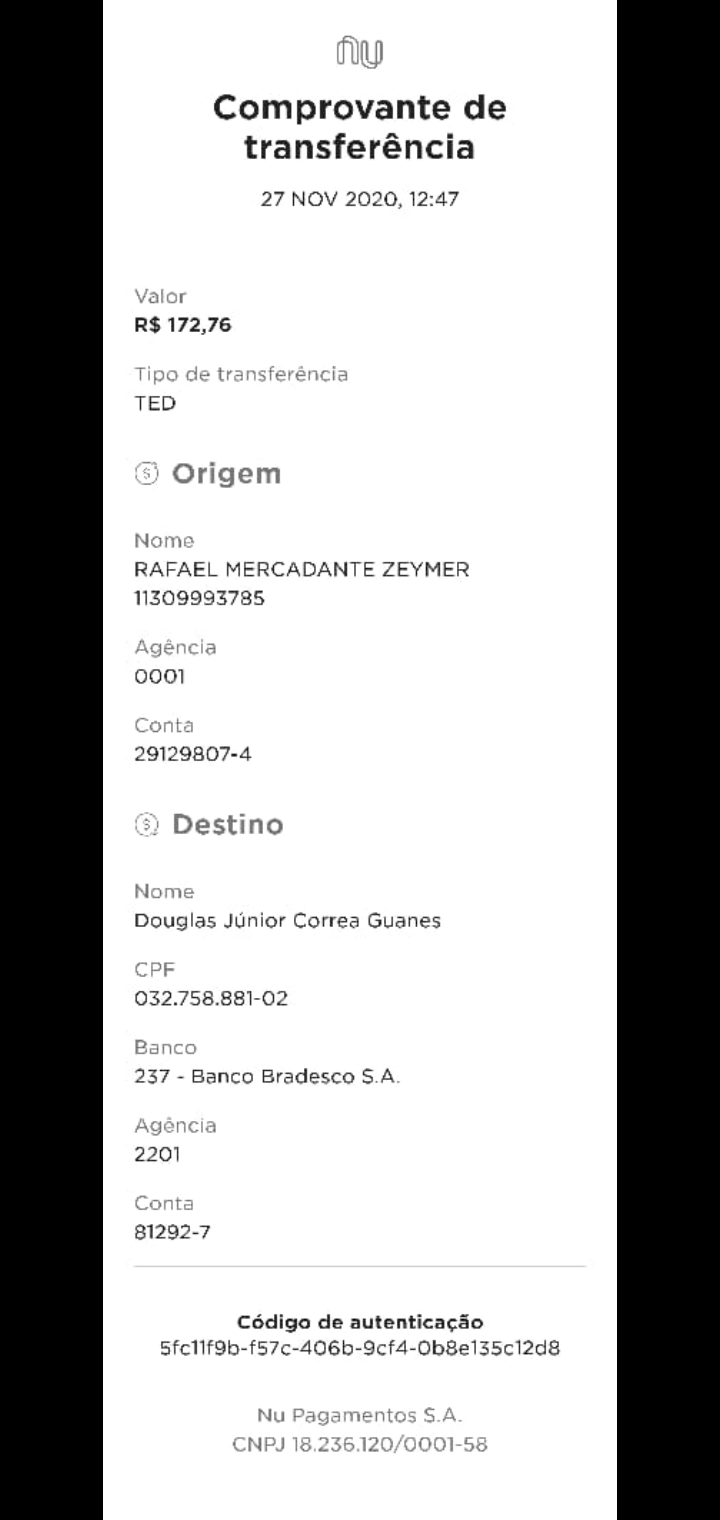 nu
Comprovante de
transferência
27 NOV 2020, 12:47
Valor
R$ 172,76
Tipo de transferência
TED
Origem
Nome
RAFAEL MERCADANTE ZEYMER
11309993785
Agência
0001
Conta
29129807-4
Destino
Nome
Douglas Júnior Correa Guanes
CPF
032.758.881-02
Banco
237 - Banco Bradesco S.A.
Agência
2201
Conta
81292-7
Código de autenticação
5fc11f9b-f57c-406b-9cf4-0b8e135c12d8
Nu Pagamentos S.A.
CNPJ 18.236.120/0001-58